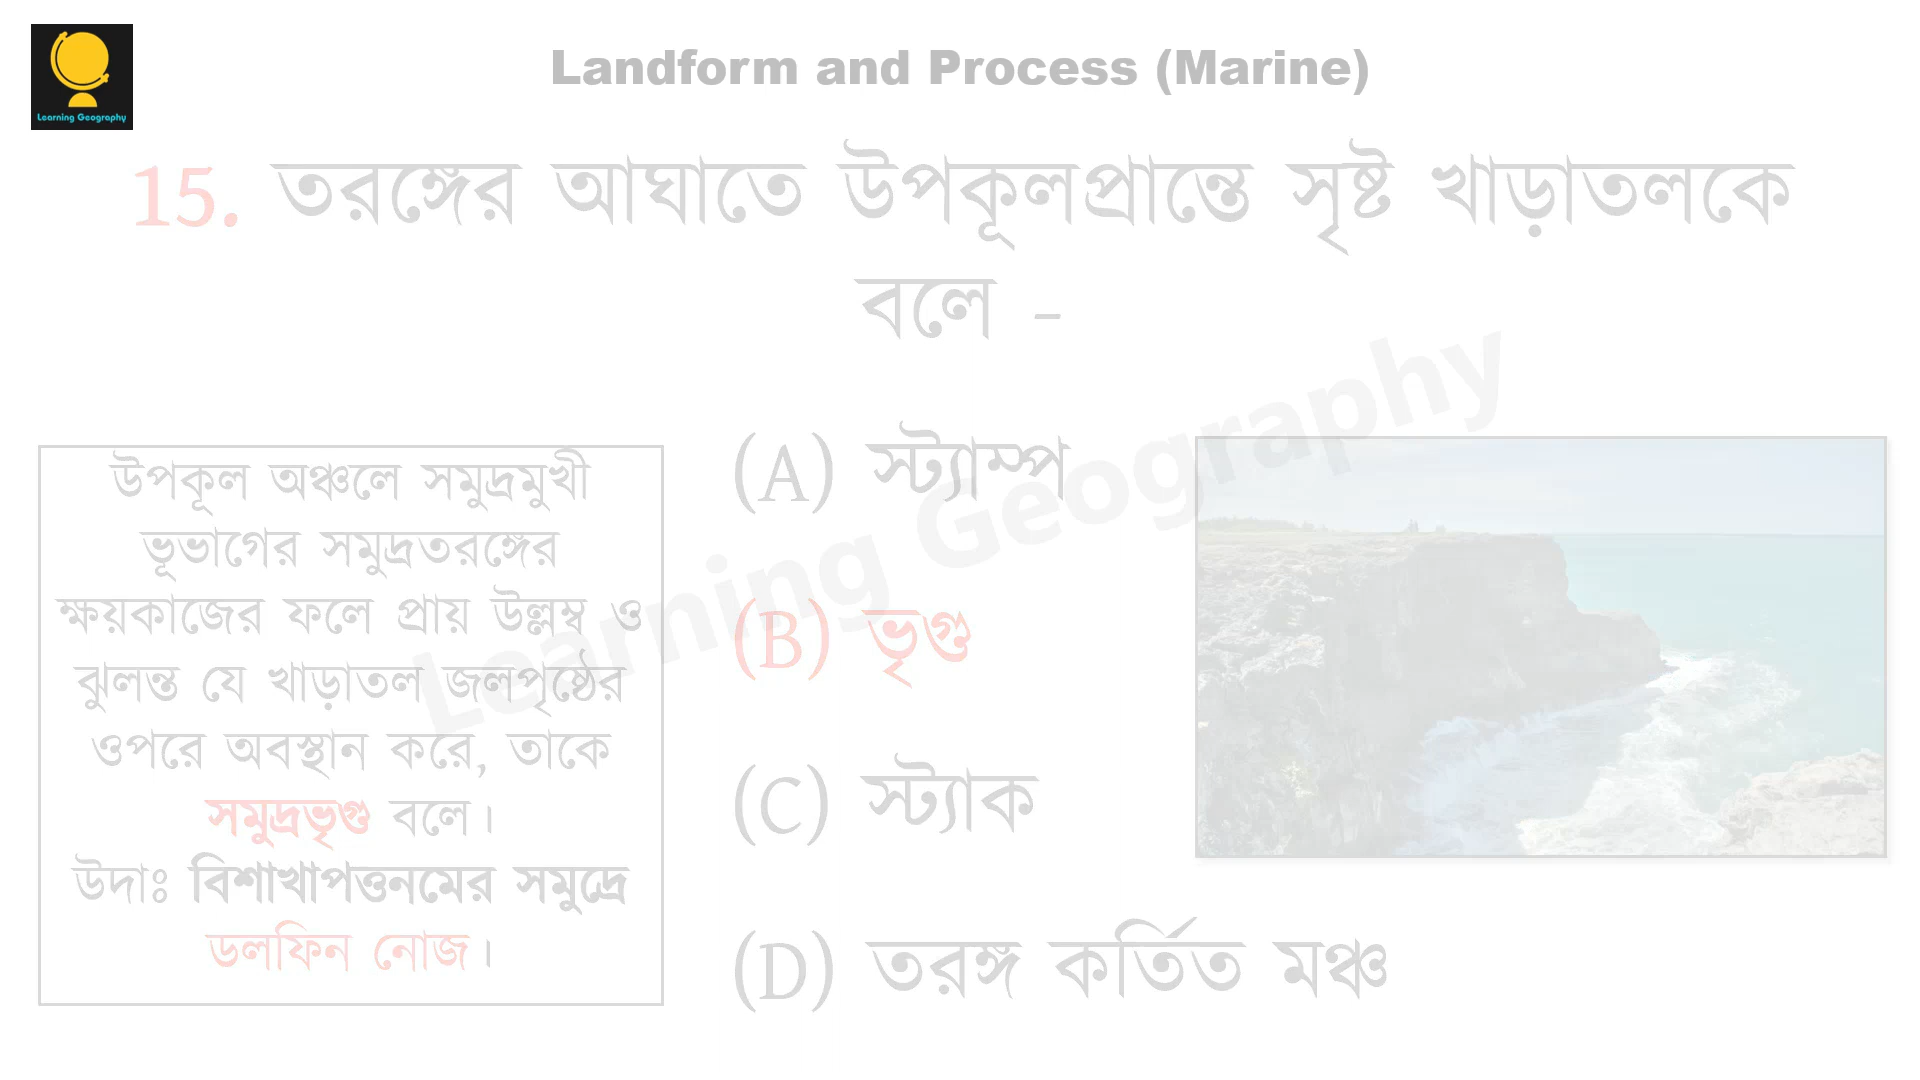 Learning Geography
Landform and Process (Marine)
15. তরঙ্গের আঘাতে উপকূলপ্রান্তে সৃষ্ট খাড়াতলকে
বলে -
উপকূল অঞ্চলে সমুদ্রমুখী
ভূভাগের সমুদ্রতরঙ্গের
ক্ষয়কাজের ফলে প্রায় উল্লম্ব ও
ঝুলন্ত যে খাড়াতল জলপৃষ্ঠের
ওপরে অবস্থান করে, তাকে
সমুদ্রভৃগু বলে।
উদাঃ বিশাখাপত্তনমের সমুদ্রে
ডলফিন নোজ।
(A) স্ট্যাম্প
(B) ভৃগু
(C) স্ট্যাক
(D) তরঙ্গ কর্তিত মঞ্চ
Learning Geography